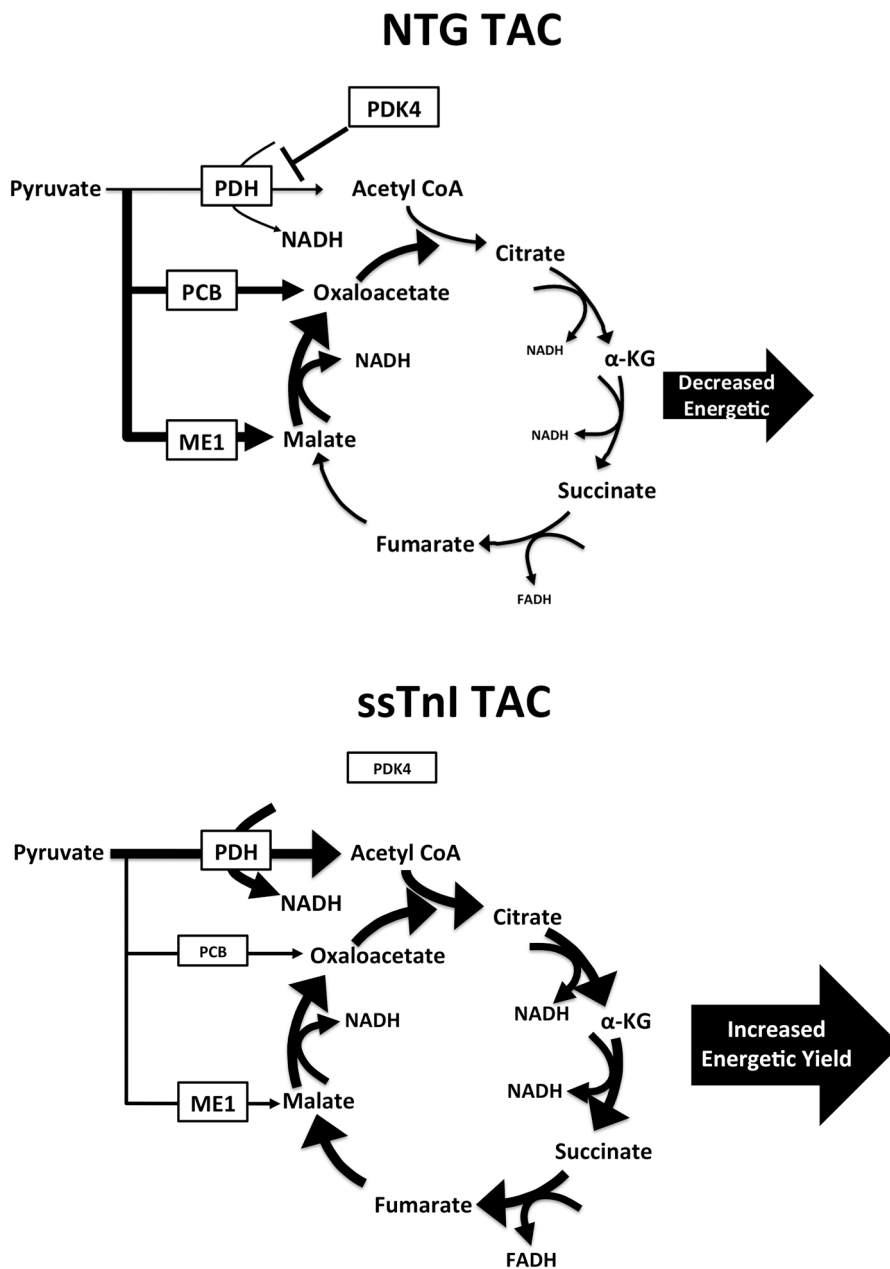 NTG TAC
PDK4
Pyruvate
PDH
Acetyl CoA
NADH
Citrate
PCB
Oxaloacetate
NADH
NADH
α-KG
Decreased
Energetic
ME1
Malate
NADH
Succinate
Fumarate
FADH
ssTnI TAC
PDK4
Pyruvate
PDH
Acetyl CoA
NADH
Citrate
PCB
Oxaloacetate
NADH
NADH
α-KG
Increased
Energetic Yield
ME1
Malate
NADH
Succinate
Fumarate
FADH